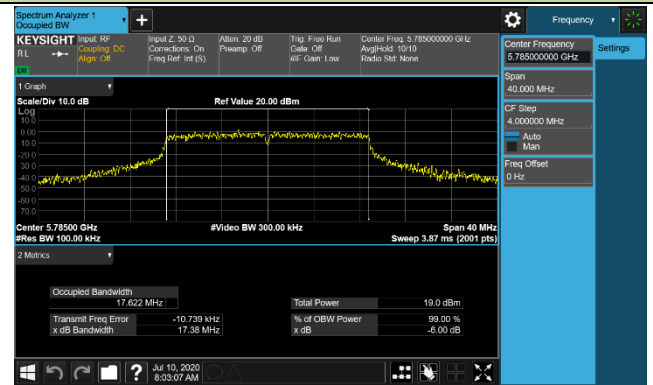 Spectrum Analyzer 1
Occupied BW
Frequency
KEYSIGHT
Input: RF
Coupling: DC
Align: Off
Input Z: 50 Ω
Corrections: On
Freq Ref: Int (S)
Atten: 20 dB
Preamp: Off
Trig: Free Run
Gate: Off
#IF Gain: Low
Center Freq: 5.785000000 GHz
Avg|Hold: 10/10
Radio Std: None
RL
Center Frequency
5.785000000 GHz
Settings
Span
40.000 MHz
CF Step
4.000000 MHz
Auto
Man
Freq Offset
0 Hz
1 Graph
Scale/Div 10.0 dB
Ref Value 20.00 dBm
Log
10.0
0.00
-10.0
-20.0
-30.0
-40.0
-50.0
-60.0
-70.0
Center 5.78500 GHz
#Video BW 300.00 kHz
Span 40 MHz
#Res BW 100.00 kHz
Sweep 3.87 ms (2001 pts)
2 Metrics
Occupied Bandwidth
17.622 MHz
Total Power 19.0 dBm
Transmit Freq Error -10.739 kHz
% of OBW Power 99.00 %
x dB Bandwidth 17.38 MHz
x dB -6.00 dB
Jul 10, 2020
8:03:07 AM